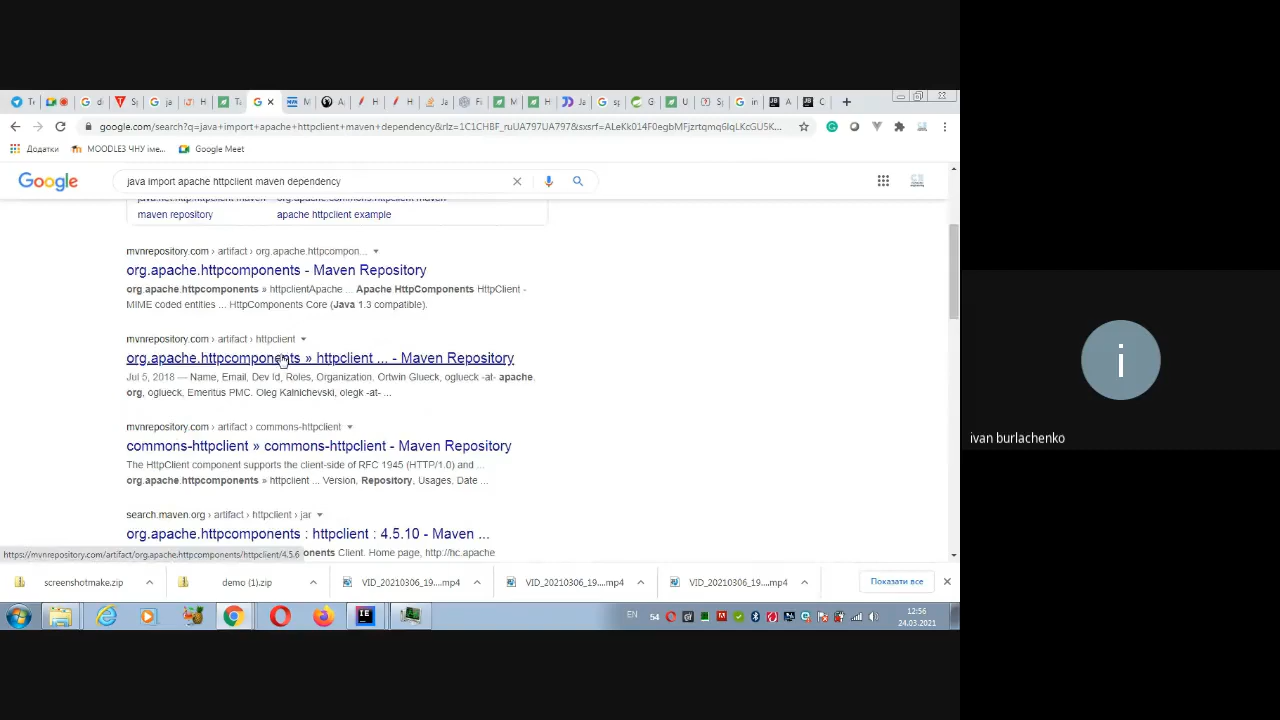 google.com/search?q=java+import+apache+httpclient+maven+dependency&rlz=1C1CHBF_ruUA797UA797&sxsrf=ALeKk014F0egbMFjzrtqmq6lqLKcGU5K...
Додатки
MOODLE3 ЧНУ іме...
Google Meet
Google
java import apache httpclient maven dependency
maven repository
apache httpclient example
mvnrepository.com › artifact › org.apache.httpcompon...
org.apache.httpcomponents - Maven Repository
org.apache.httpcomponents » httpclientApache ... Apache HttpComponents HttpClient -
MIME coded entities ... HttpComponents Core (Java 1.3 compatible).
mvnrepository.com › artifact › httpclient
org.apache.httpcomponents » httpclient ... - Maven Repository
Jul 5, 2018 — Name, Email, Dev Id, Roles, Organization. Ortwin Glueck, oglueck -at- apache.
org, oglueck, Emeritus PMC. Oleg Kalnichevski, olegk -at- ...
mvnrepository.com › artifact › commons-httpclient
commons-httpclient » commons-httpclient - Maven Repository
The HttpClient component supports the client-side of RFC 1945 (HTTP/1.0) and ...
org.apache.httpcomponents » httpclient ... Version, Repository, Usages. Date ...
search.maven.org › artifact › httpclient › jar
org.apache.httpcomponents : httpclient : 4.5.10 - Maven ...
https://mvnrepository.com/artifact/org.apache.httpcomponents/httpclient/4.5.6
onents Client. Home page, http://hc.apache
screenshotmake.zip
demo (1).zip
VID_20210306_19....mp4
VID_20210306_19....mp4
VID_20210306_19....mp4
Показати все
EN
54
12:56
24.03.2021
i
ivan burlachenko